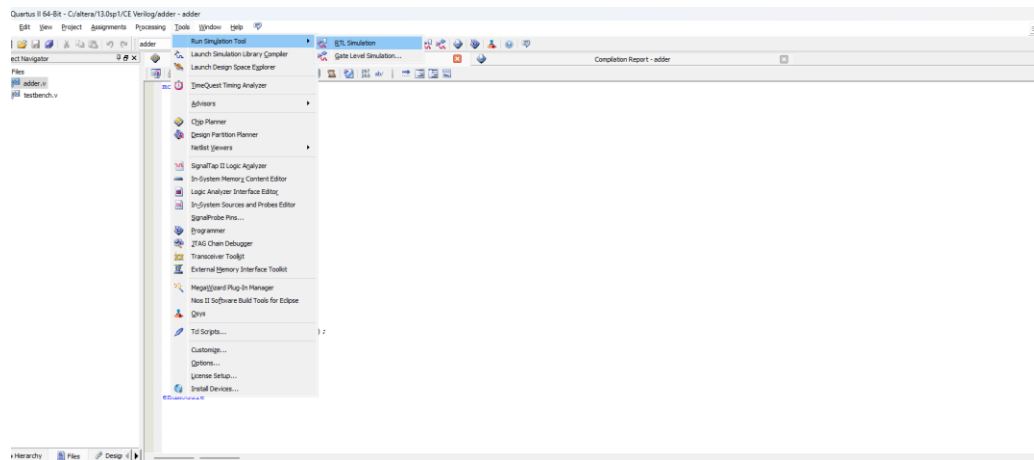 Quartus II 64-Bit - C:/altera/13.0sp1/CE Verilog/adder - adder
Edit View Project Assignments Processing Tools Window Help
adder
ect Navigator
Files
adder.v
testbench.v
Run Simulation Tool
Launch Simulation Library Compiler
Launch Design Space Explorer
TimeQuest Timing Analyzer
Advisors
Chip Planner
Design Partition Planner
Netlist Viewers
SignalTap II Logic Analyzer
In-System Memory Content Editor
Logic Analyzer Interface Editor
In-System Sources and Probes Editor
SignalProbe Pins...
Programmer
JTAG Chain Debugger
Transceiver Toolkit
External Memory Interface Toolkit
MegaWizard Plug-In Manager
Nios II Software Build Tools for Eclipse
Qsys
Tcl Scripts...
Customize...
Options...
License Setup...
Install Devices...
RTL Simulation
Gate Level Simulation...
Compilation Report - adder
mo
);
endmodule
Hierarchy Files Design